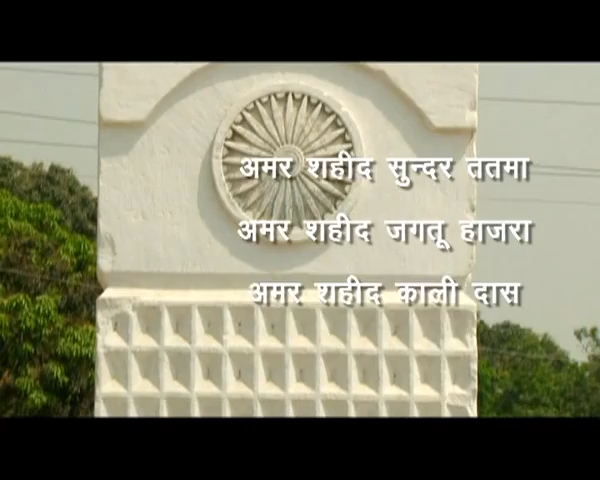 अमर शहीद सुन्दर ततमा
अमर शहीद जगतू हाजरा
अमर शहीद काली दास